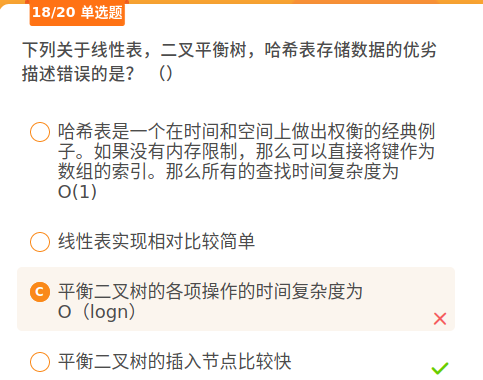 18/20 单选题
下列关于线性表，二叉平衡树，哈希表存储数据的优劣
描述错误的是？ （）
哈希表是一个在时间和空间上做出权衡的经典例
子。如果没有内存限制，那么可以直接将键作为
数组的索引。那么所有的查找时间复杂度为
O(1)
线性表实现相对比较简单
C 平衡二叉树的各项操作的时间复杂度为
O（logn）
平衡二叉树的插入节点比较快